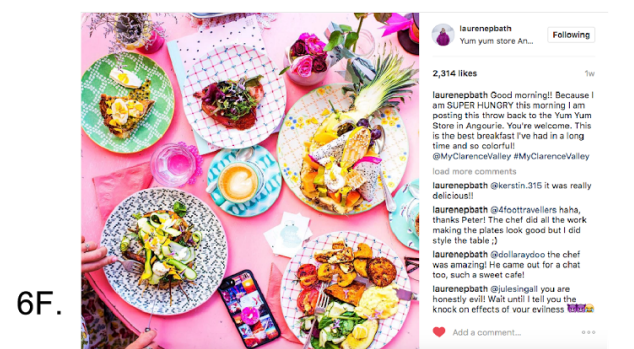 laurenepbath
Yum yum store An...
Following
2,314 likes
1w
laurenepbath Good morning!! Because I
am SUPER HUNGRY this morning I am
posting this throw back to the Yum Yum
Store in Angourie. You're welcome. This
is the best breakfast I've had in a long
time and so colorful!
@MyClarenceValley #MyClarenceValley
load more comments
laurenepbath @kerstin.315 it was really
delicious!!
laurenepbath @4foottravellers haha,
thanks Peter! The chef did all the work
making the plates look good but I did
style the table ;)
laurenepbath @dollaraydoo the chef
was amazing! He came out for a chat
too, such a sweet cafe!
laurenepbath @julesingall you are
honestly evil! Wait until I tell you the
knock on effects of your evilness 😈😈😂
Add a comment...
6F.